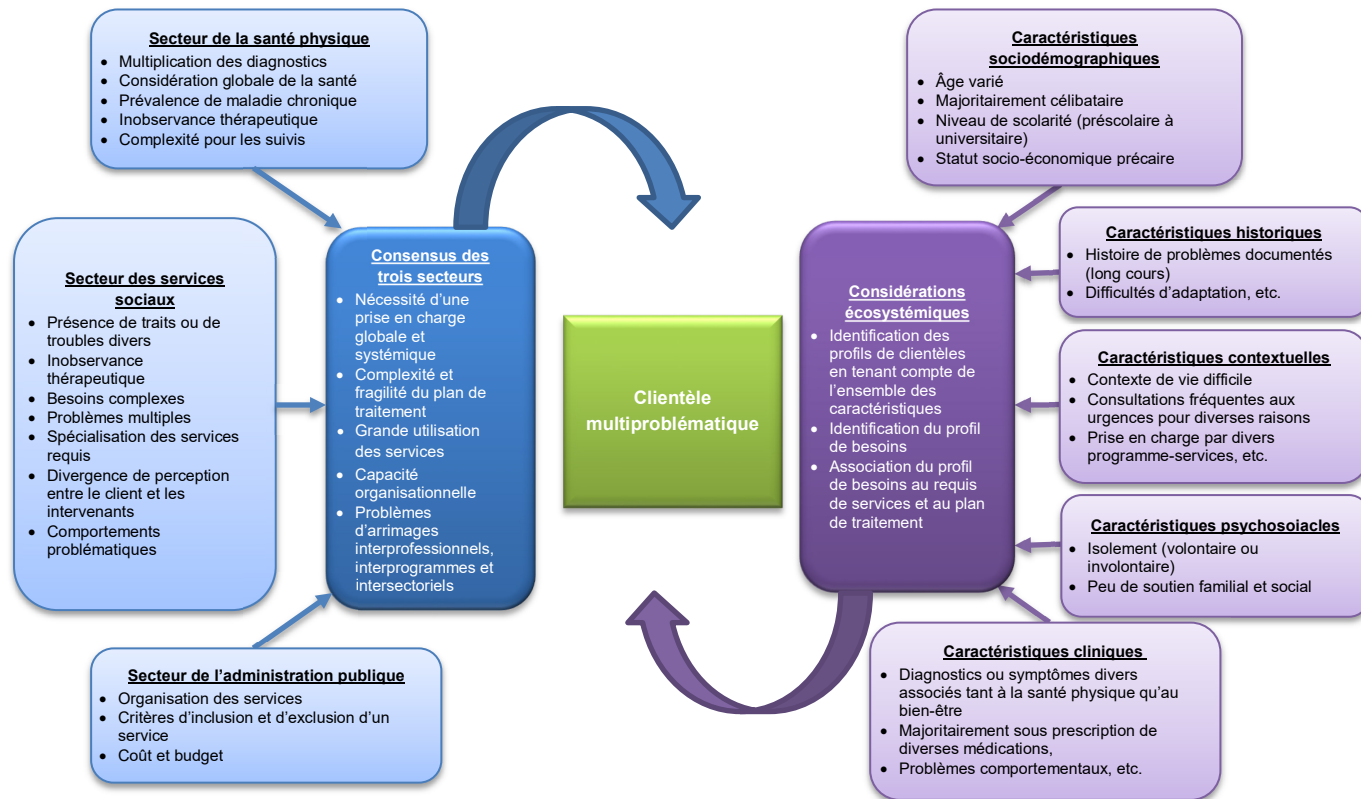 Secteur de la santé physique
• Multiplication des diagnostics
• Considération globale de la santé
• Prévalence de maladie chronique
• Inobservance thérapeutique
• Complexité pour les suivis
Secteur des services
sociaux
• Présence de traits ou de
troubles divers
• Inobservance
thérapeutique
• Besoins complexes
• Problèmes multiples
• Spécialisation des services
requis
• Divergence de perception
entre le client et les
intervenants
• Comportements
problématiques
Secteur de l’administration publique
• Organisation des services
• Critères d’inclusion et d’exclusion d’un
service
• Coût et budget
Consensus des
trois secteurs
• Nécessité d’une
prise en charge
globale et
systémique
• Complexité et
fragilité du plan de
traitement
• Grande utilisation
des services
• Capacité
organisationnelle
• Problèmes
d’arrimages
interprofessionnels,
interprogrammes et
intersectoriels
Clientèle
multiproblématique
Considérations
écosystémiques
• Identification des
profils de clientèles
en tenant compte de
l’ensemble des
caractéristiques
• Identification du profil
de besoins
• Association du profil
de besoins au requis
de services et au plan
de traitement
Caractéristiques
sociodémographiques
• Âge varié
• Majoritairement célibataire
• Niveau de scolarité (préscolaire à
universitaire)
• Statut socio-économique précaire
Caractéristiques historiques
• Histoire de problèmes documentés
(long cours)
• Difficultés d’adaptation, etc.
Caractéristiques contextuelles
• Contexte de vie difficile
• Consultations fréquentes aux
urgences pour diverses raisons
• Prise en charge par divers
programme-services, etc.
Caractéristiques psychosoiacles
• Isolement (volontaire ou
involontaire)
• Peu de soutien familial et social
Caractéristiques cliniques
• Diagnostics ou symptômes divers
associés tant à la santé physique qu’au
bien-être
• Majoritairement sous prescription de
diverses médications,
• Problèmes comportementaux, etc.